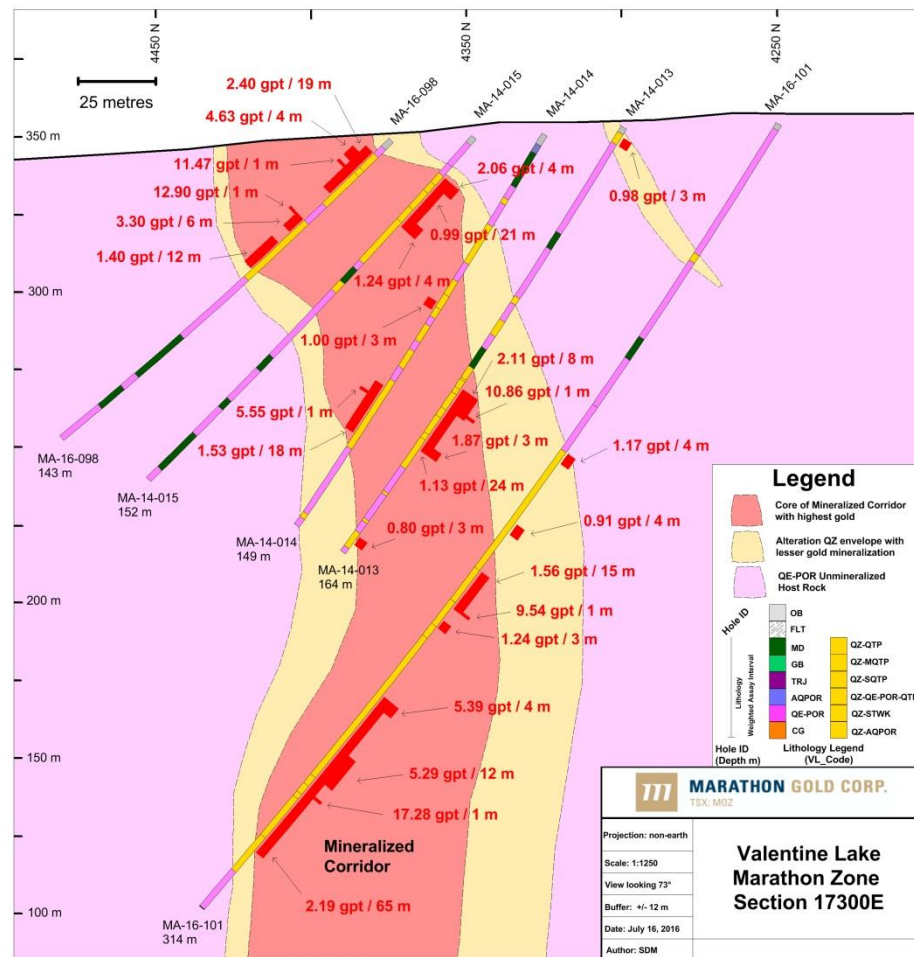 4450 N
4350 N
4250 N
25 metres
MA-16-098
MA-14-015
MA-14-014
MA-14-013
MA-16-101
350 m
300 m
200 m
150 m
100 m
2.40 gpt / 19 m
4.63 gpt / 4 m
11.47 gpt / 1 m
12.90 gpt / 1 m
3.30 gpt / 6 m
1.40 gpt / 12 m
2.06 gpt / 4 m
0.99 gpt / 21 m
1.24 gpt / 4 m
0.98 gpt / 3 m
1.00 gpt / 3 m
2.11 gpt / 8 m
10.86 gpt / 1 m
5.55 gpt / 1 m
1.53 gpt / 18 m
1.87 gpt / 3 m
1.13 gpt / 24 m
1.17 gpt / 4 m
0.80 gpt / 3 m
0.91 gpt / 4 m
1.56 gpt / 15 m
9.54 gpt / 1 m
1.24 gpt / 3 m
5.39 gpt / 4 m
5.29 gpt / 12 m
17.28 gpt / 1 m
2.19 gpt / 65 m
MA-16-098
143 m
MA-14-015
152 m
MA-14-014
149 m
MA-14-013
164 m
MA-16-101
314 m
Mineralized
Corridor
Legend
Core of Mineralized Corridor
with highest gold
Alteration QZ envelope with
lesser gold mineralization
QE-POR Unmineralized
Host Rock
Hole ID
Lithology
Weighted Assay Interval
Hole ID
(Depth m)
OB
FLT
MD
GB
TRJ
AQPOR
QE-POR
CG
QZ-QTP
QZ-MQTP
QZ-SQTP
QZ-QE-POR-QTP
QZ-STWK
QZ-AQPOR
Lithology Legend
(VL_Code)
m
MARATHON GOLD CORP.
TSX: MOZ
Projection: non-earth
Scale: 1:1250
View looking 73°
Buffer: +/- 12 m
Date: July 16, 2016
Author: SDM
Valentine Lake
Marathon Zone
Section 17300E